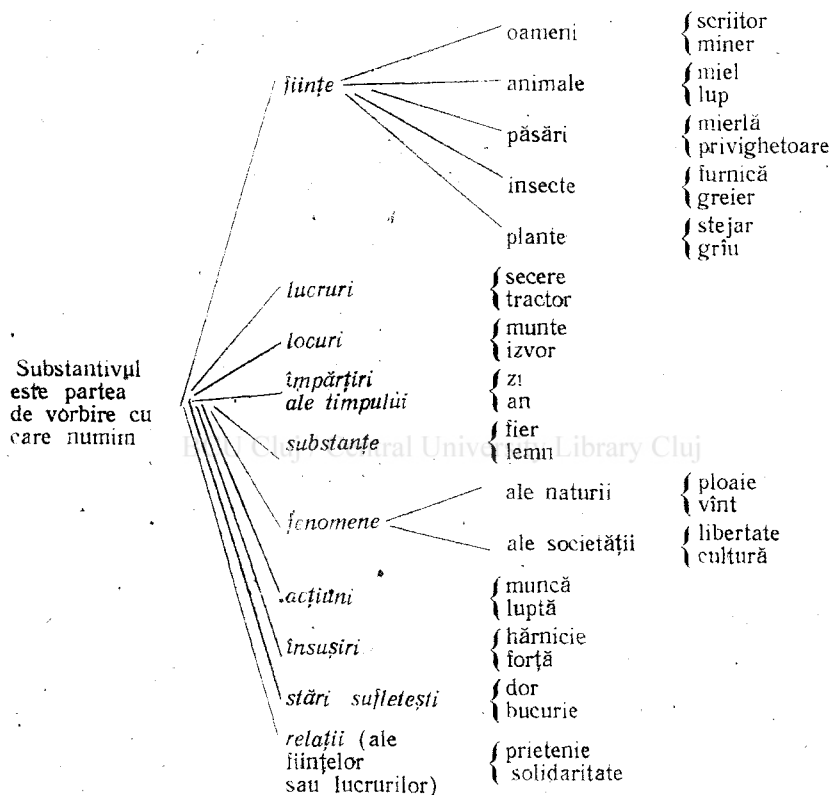 oameni { scriitor
miner
ființe
animale { miel
lup
păsări { mierlă
privighetoare
insecte { furnică
greier
plante { stejar
grîu
lucruri { secere
tractor
locuri { munte
izvor
Substantivul
este partea
de vorbire cu
care numim
împărțiri
ale timpului { zi
an
substanțe { fier
lemn
BCU Cluj / Central University Library Cluj
fenomene
ale naturii { ploaie
vînt
ale societății { libertate
cultură
acțiuni { muncă
luptă
însușiri { hărnicie
forță
stări sufletești { dor
bucurie
relații (ale
ființelor
sau lucrurilor) { prietenie
solidaritate